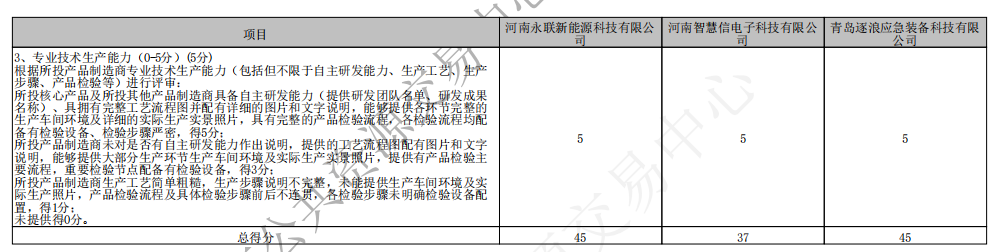 项目
河南永联新能源科技有限公
司
河南智慧信电子科技有限公
司
青岛逐浪应急装备科技有限
公司
3、专业技术生产能力（0-5分）(5分)
根据所投产品制造商专业技术生产能力（包括但不限于自主研发能力、生产工艺、生产
步骤、产品检验等）进行评审:
所投核心产品及所投其他产品制造商具备自主研发能力（提供研发团队名单、研发成果
名称）、具拥有完整工艺流程图并配有详细的图片和文字说明，能够提供各环节完整的
生产车间环境及详细的实际生产实景照片，具有完整的产品检验流程，各检验流程均配
备有检验设备、检验步骤严密，得5分；
所投产品制造商未对是否有自主研发能力作出说明，提供的工艺流程图配有图片和文字
说明，能够提供大部分生产环节生产车间环境及实际生产实景照片，提供有产品检验主
要流程，重要检验节点配备有检验设备，得3分；
所投产品制造商生产工艺简单粗糙，生产步骤说明不完整，未能提供生产车间环境及实
际生产照片，产品检验流程及具体检验步骤前后不连贯，各检验步骤未明确检验设备配
置，得1分；
未提供得0分。
5
5
5
总得分
45
37
45
公共资源交易中心
源交易中心